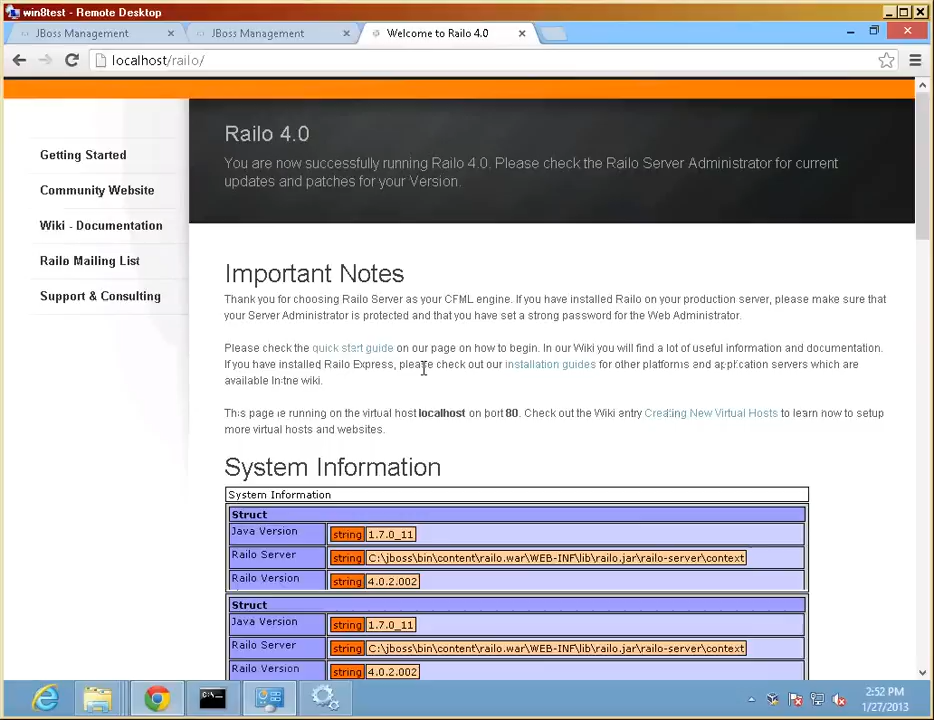 win8test - Remote Desktop
JBoss Management
JBoss Management
Welcome to Railo 4.0
localhost/railo/
Getting Started
Community Website
Wiki - Documentation
Railo Mailing List
Support & Consulting
Railo 4.0
You are now successfully running Railo 4.0. Please check the Railo Server Administrator for current
updates and patches for your Version.
Important Notes
Thank you for choosing Railo Server as your CFML engine. If you have installed Railo on your production server, please make sure that
your Server Administrator is protected and that you have set a strong password for the Web Administrator.
Please check the quick start guide on our page on how to begin. In our Wiki you will find a lot of useful information and documentation.
If you have installed Railo Express, please check out our installation guides for other platforms and application servers which are
available in the wiki.
This page is running on the virtual host localhost on port 80. Check out the Wiki entry Creating New Virtual Hosts to learn how to setup
more virtual hosts and websites.
System Information
System Information
Struct
Java Version string 1.7.0_11
Railo Server string C:\jboss\bin\content\railo.war\WEB-INF\lib\railo.jar\railo-server\context
Railo Version string 4.0.2.002
Struct
Java Version string 1.7.0_11
Railo Server string C:\jboss\bin\content\railo.war\WEB-INF\lib\railo.jar\railo-server\context
Railo Version string 4.0.2.002
2:52 PM
1/27/2013